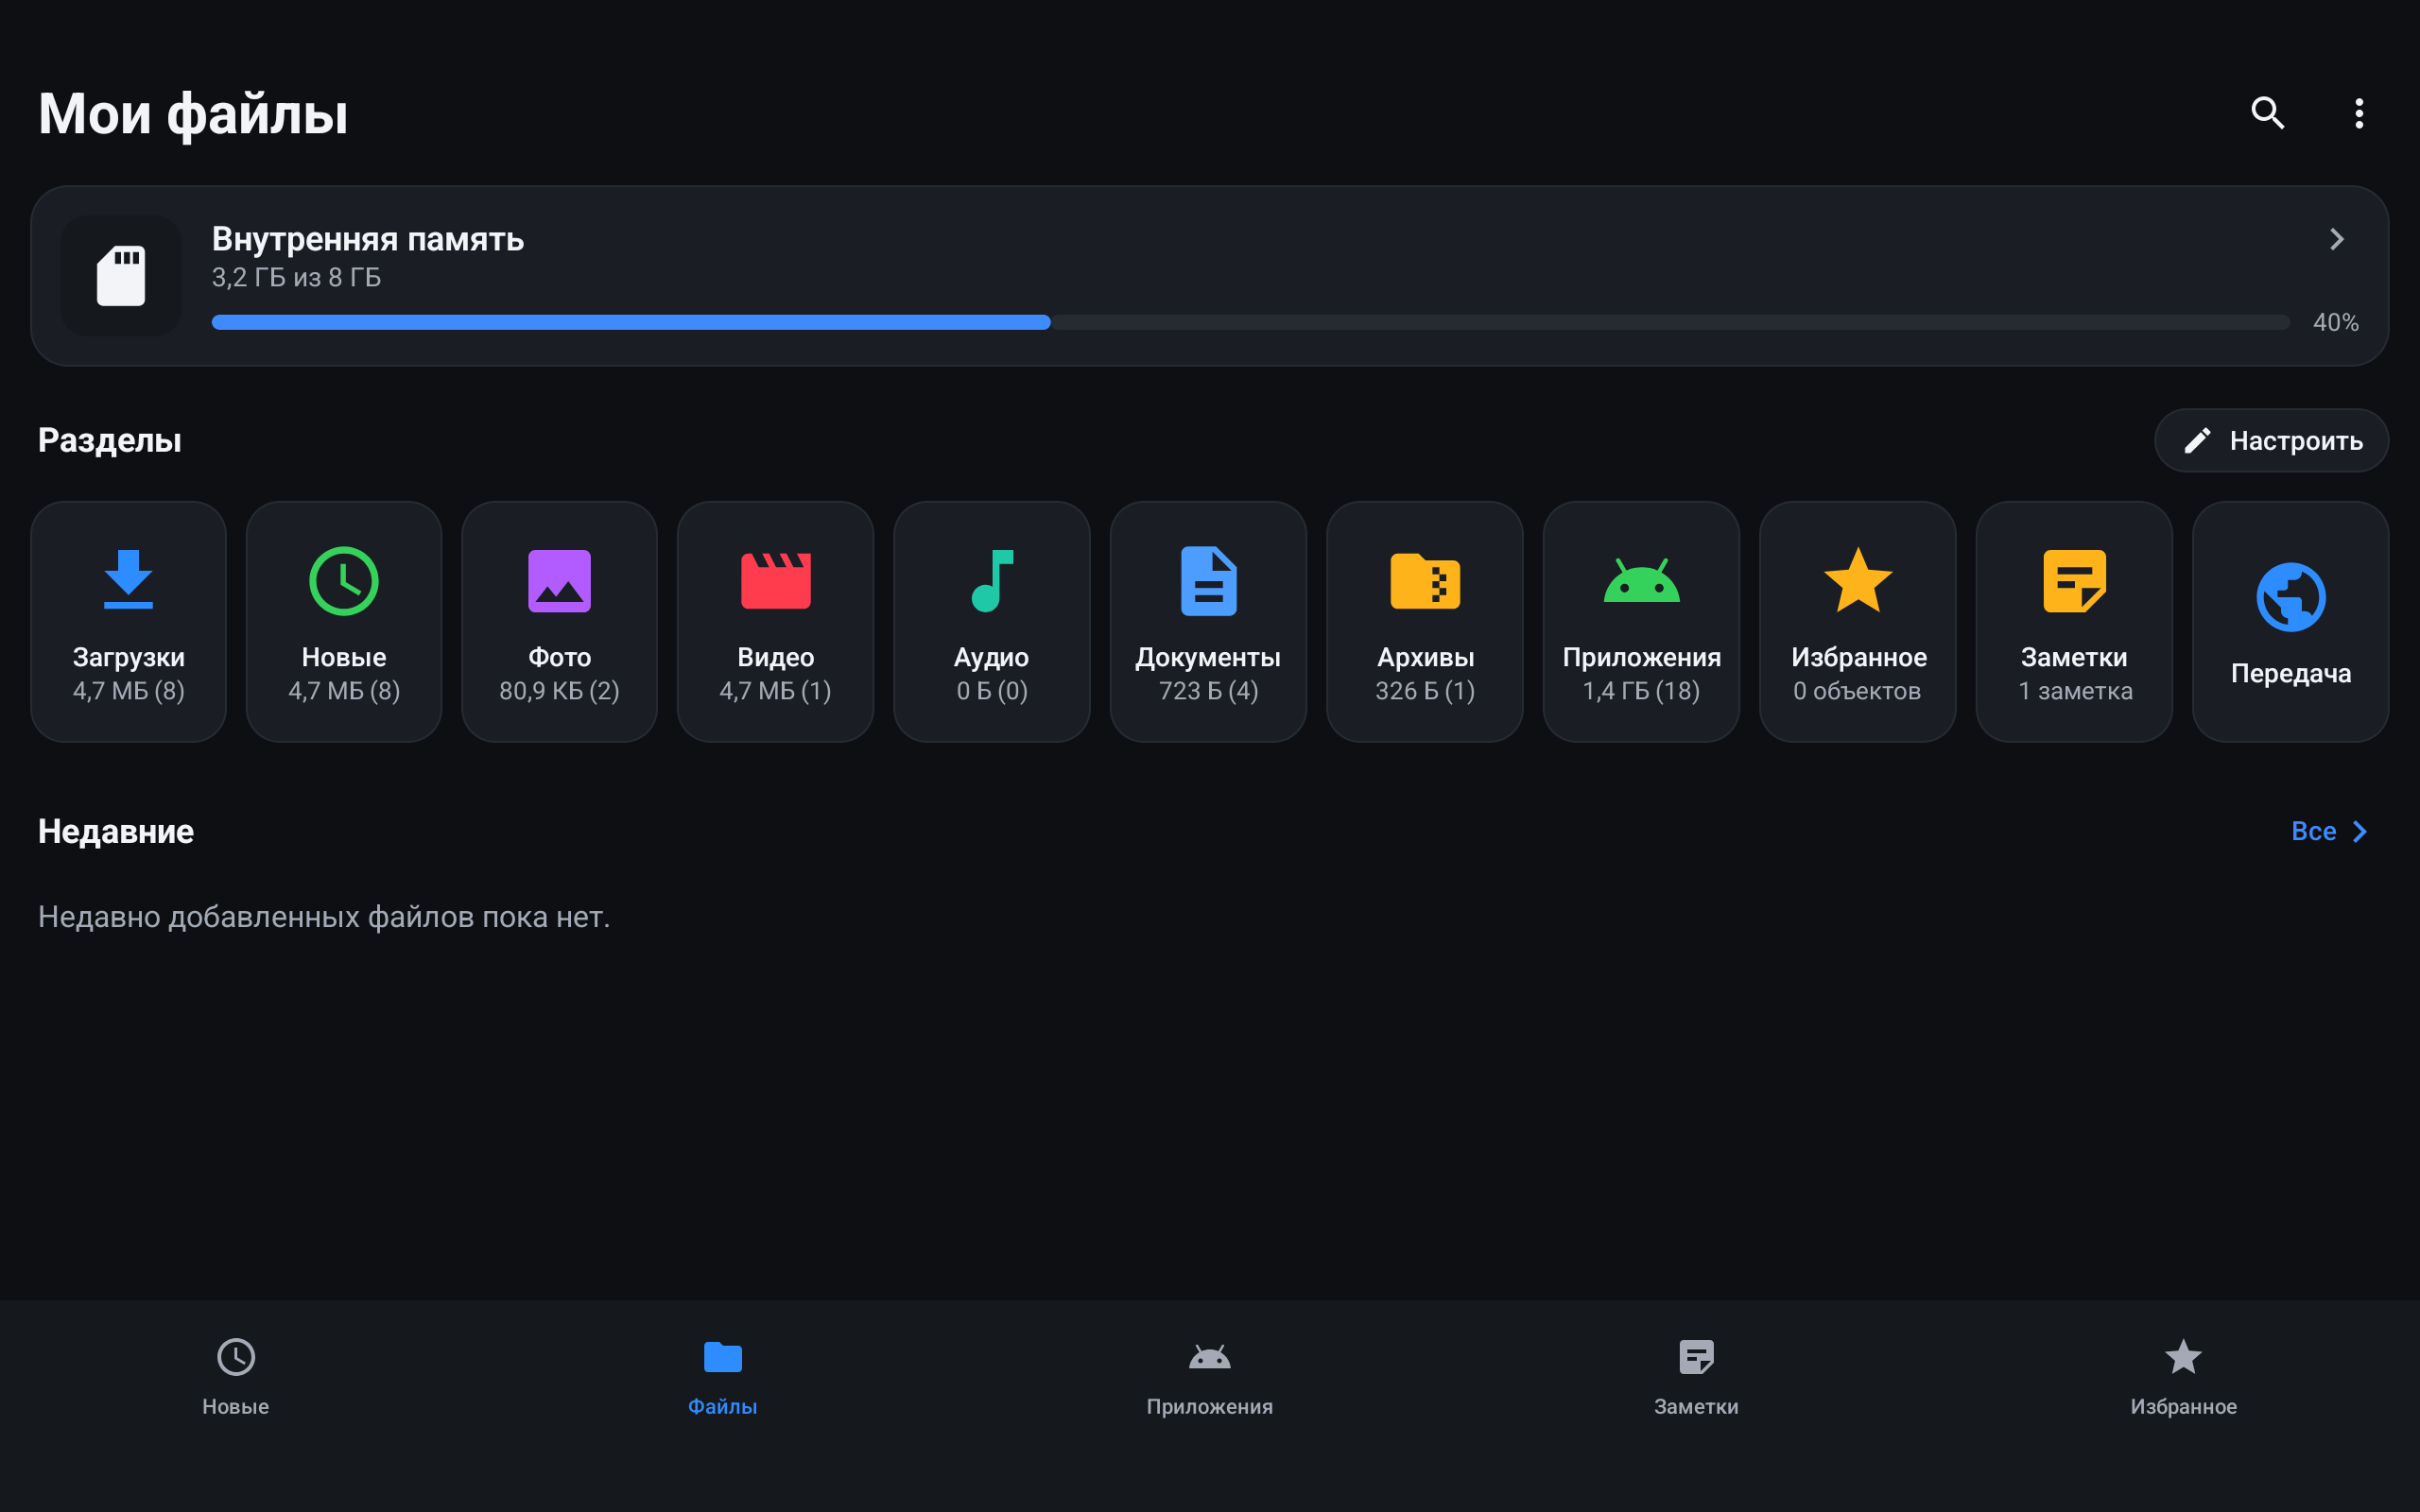 Мои файлы
Внутренняя память
3,2 ГБ из 8 ГБ
40%
Разделы
Настроить
Загрузки
4,7 МБ (8)
Новые
4,7 МБ (8)
Фото
80,9 КБ (2)
Видео
4,7 МБ (1)
Аудио
0 Б (0)
Документы
723 Б (4)
Архивы
326 Б (1)
Приложения
1,4 ГБ (18)
Избранное
0 объектов
Заметки
1 заметка
Передача
Недавние
Все
Недавно добавленных файлов пока нет.
Новые
Файлы
Приложения
Заметки
Избранное